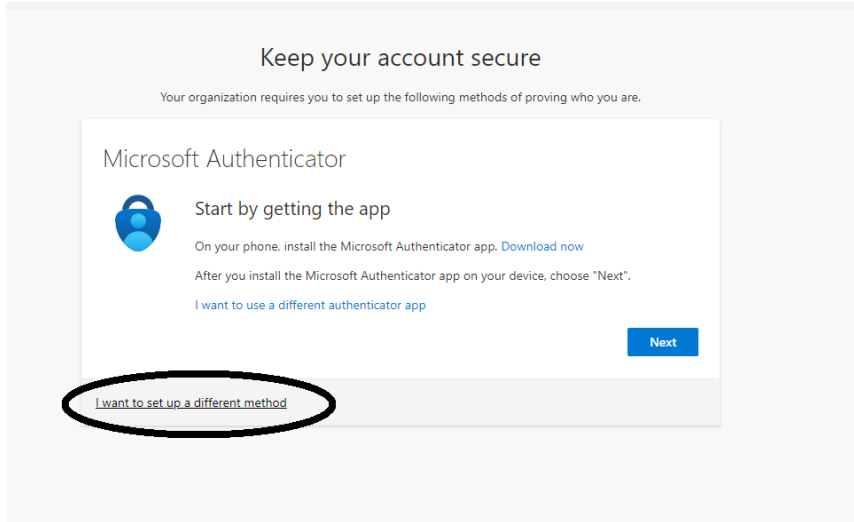 Keep your account secure
Your organization requires you to set up the following methods of proving who you are.
Microsoft Authenticator
Start by getting the app
On your phone, install the Microsoft Authenticator app. Download now
After you install the Microsoft Authenticator app on your device, choose "Next".
I want to use a different authenticator app
Next
I want to set up a different method